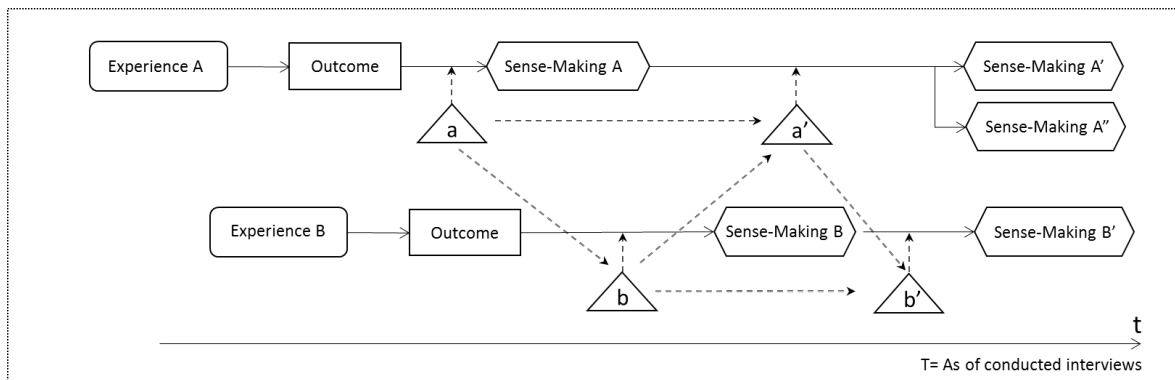 Experience A
Outcome
Sense-Making A
Sense-Making A’
Sense-Making A’’
a
a’
Experience B
Outcome
Sense-Making B
Sense-Making B’
b
b’
t
T= As of conducted interviews